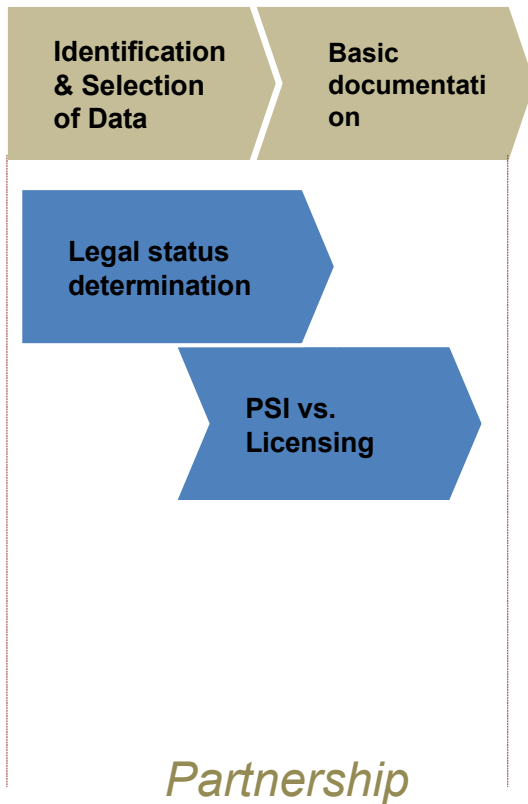 Identification
& Selection
of Data
Basic
documentati
on
Legal status
determination
PSI vs.
Licensing
Partnership